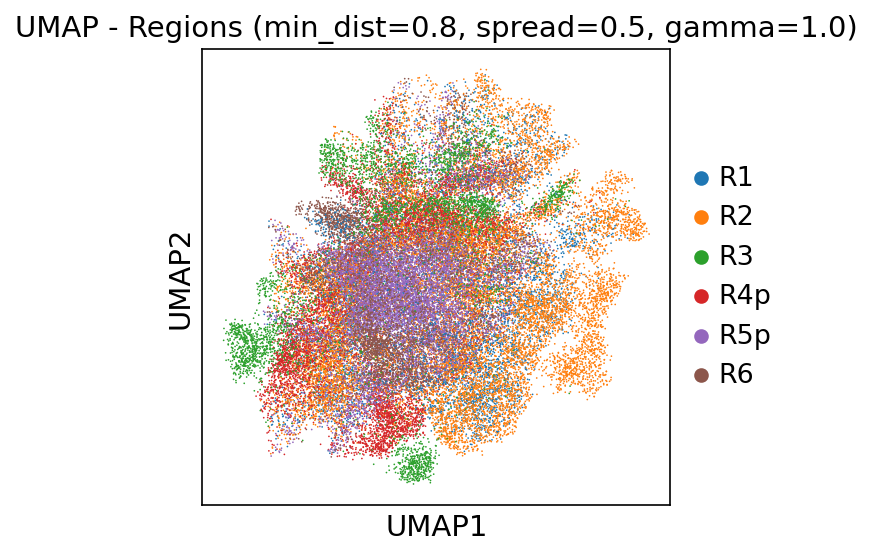 UMAP - Regions (min_dist=0.8, spread=0.5, gamma=1.0)
UMAP2
R1
R2
R3
R4p
R5p
R6
UMAP1